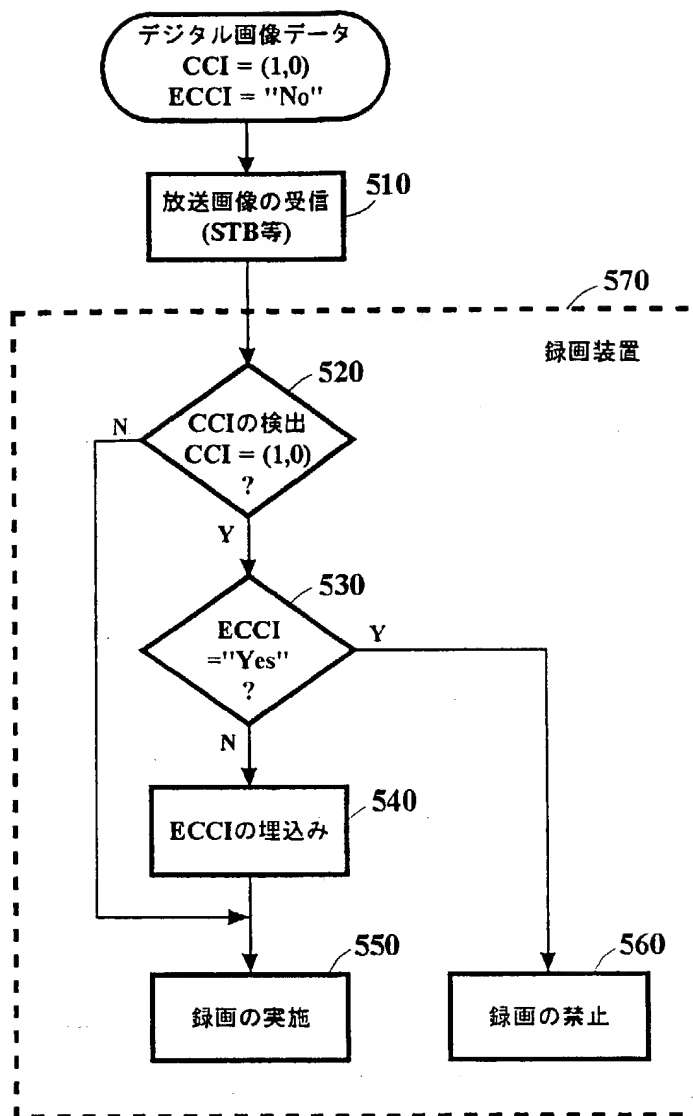 デジタル画像データ
CCI = (1,0)
ECCI = "No"
放送画像の受信
(STB等)
510
570
録画装置
520
CCIの検出
CCI = (1,0)
?
N
Y
530
ECCI
="Yes"
?
Y
N
540
ECCIの埋込み
550
録画の実施
560
録画の禁止